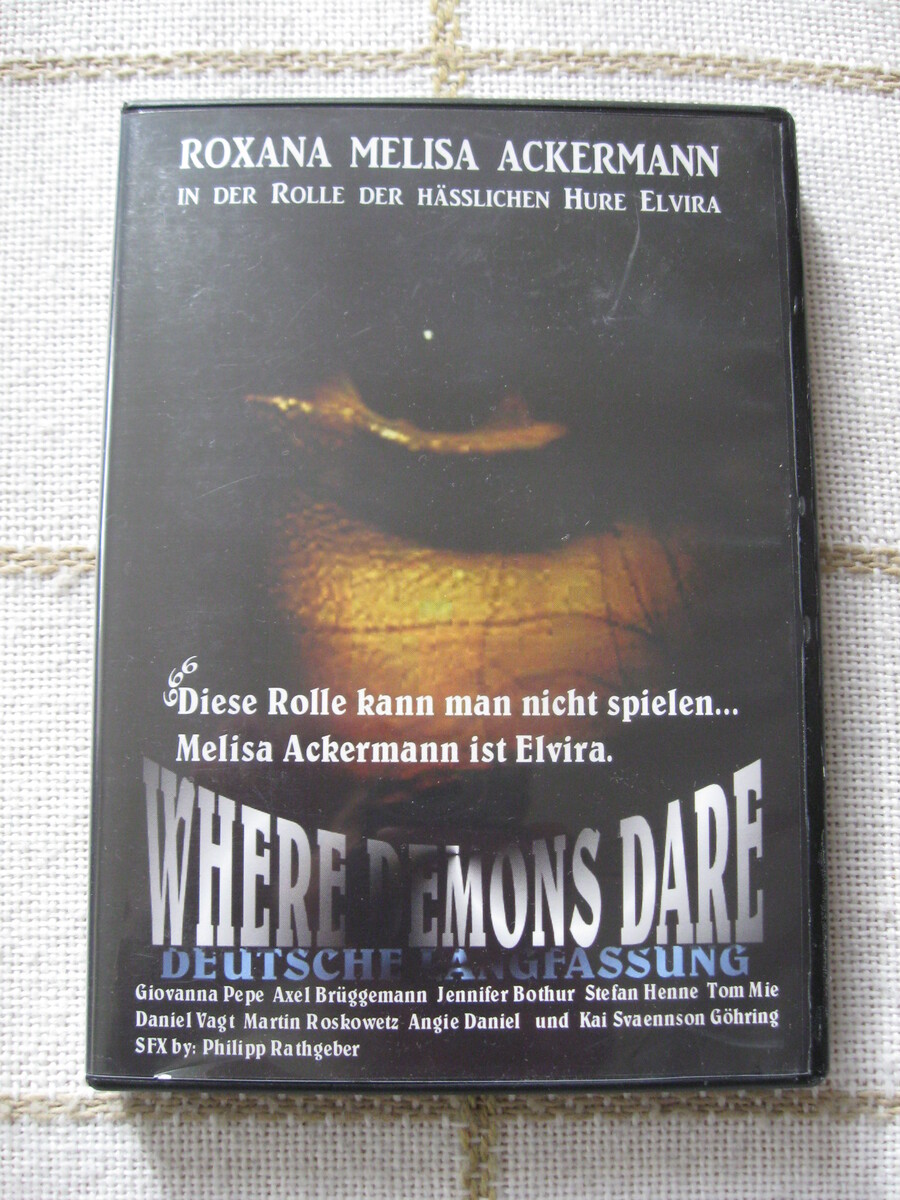 ROXANA MELISA ACKERMANN
IN DER ROLLE DER HÄSSLICHEN HURE ELVIRA
666
Diese Rolle kann man nicht spielen...
Melisa Ackermann ist Elvira.
WHERE DEMONS DARE
DEUTSCHE LANGFASSUNG
Giovanna Pepe Axel Brüggemann Jennifer Bothur Stefan Henne Tom Mie
Daniel Vagt Martin Roskowetz Angie Daniel und Kai Svaennson Göhring
SFX by: Philipp Rathgeber